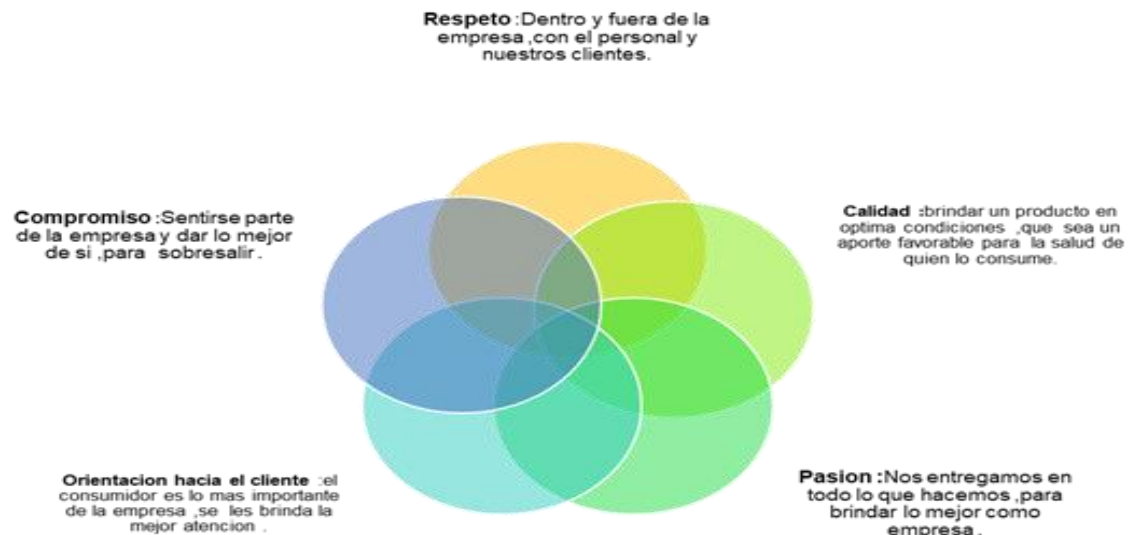 Respeto :Dentro y fuera de la
empresa ,con el personal y
nuestros clientes.
Compromiso :Sentirse parte
de la empresa y dar lo mejor
de si ,para sobresalir .
Calidad :brindar un producto en
optima condiciones ,que sea un
aporte favorable para la salud de
quien lo consume.
Orientacion hacia el cliente :el
consumidor es lo mas importante
de la empresa ,se les brinda la
mejor atencion .
Pasion :Nos entregamos en
todo lo que hacemos ,para
brindar lo mejor como
empresa .